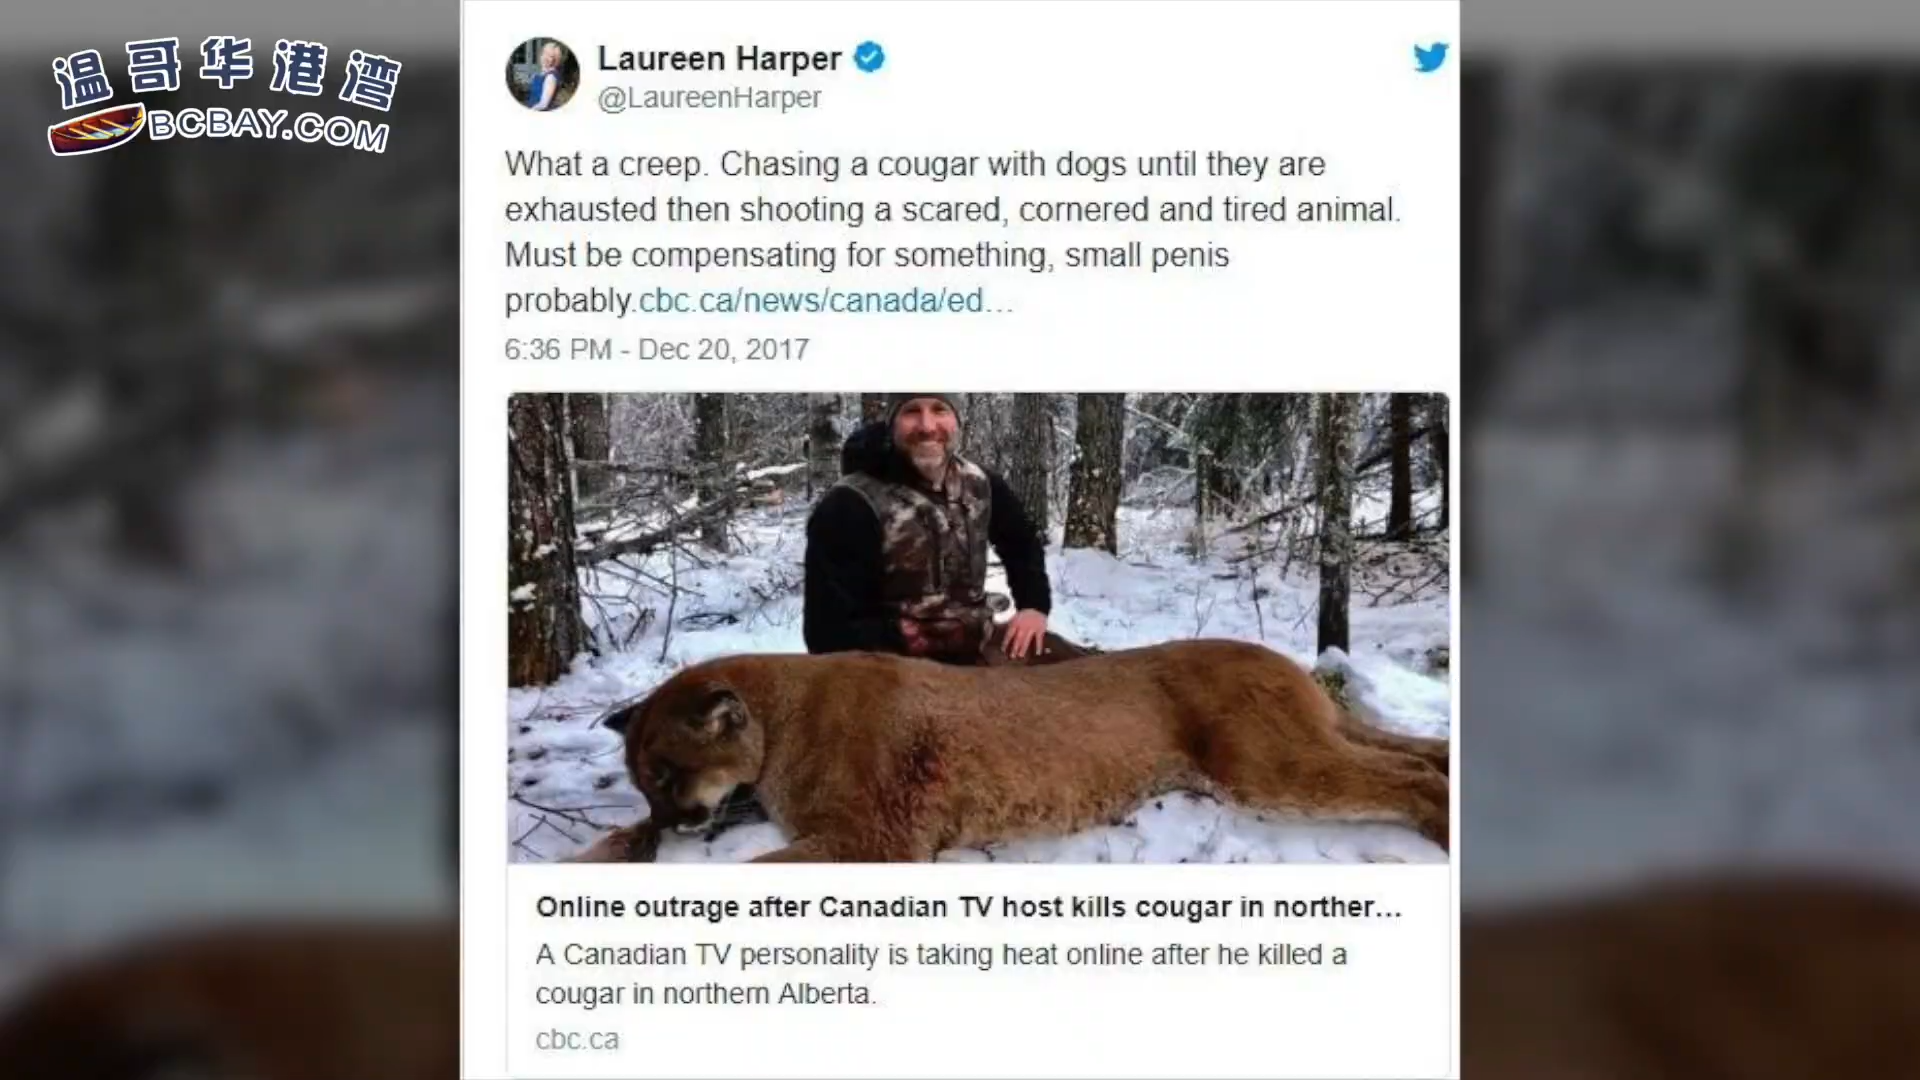 温哥华港湾
BCBAY.COM
Laureen Harper
@LaureenHarper
What a creep. Chasing a cougar with dogs until they are
exhausted then shooting a scared, cornered and tired animal.
Must be compensating for something, small penis
probably.cbc.ca/news/canada/ed...
6:36 PM - Dec 20, 2017
Online outrage after Canadian TV host kills cougar in norther...
A Canadian TV personality is taking heat online after he killed a
cougar in northern Alberta.
cbc.ca